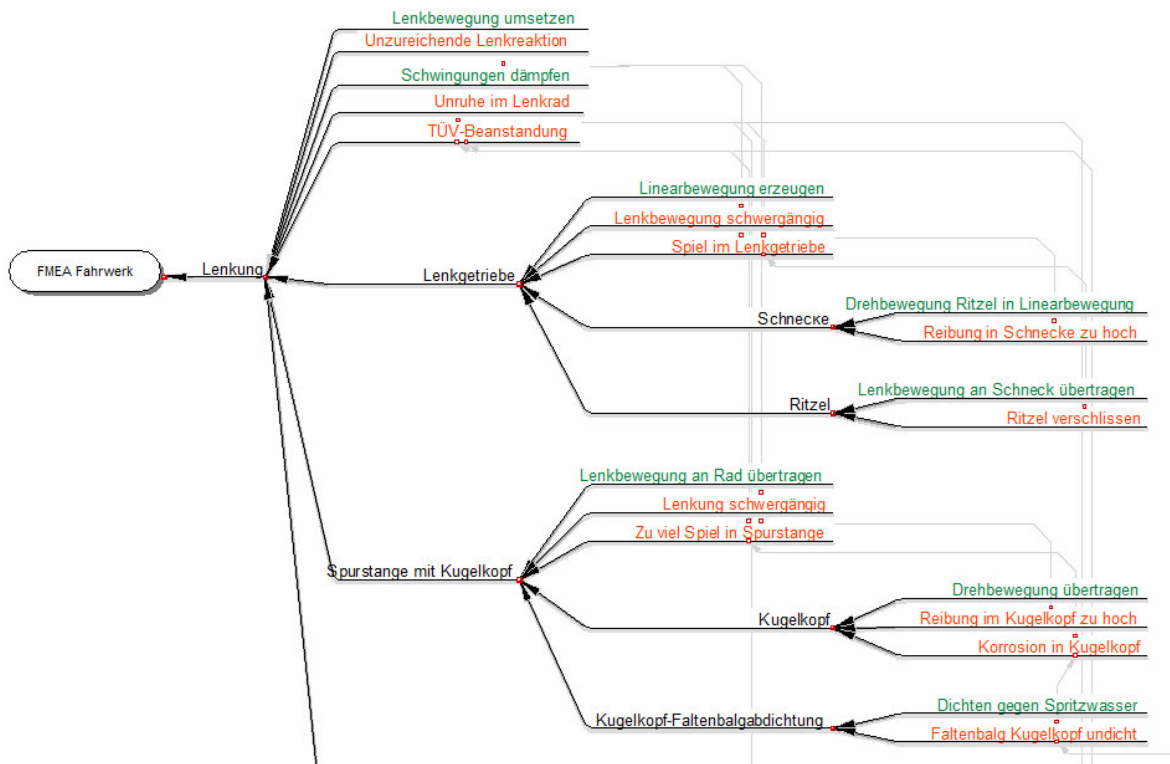 Lenkbewegung umsetzen
Unzureichende Lenkreaktion
Schwingungen dämpfen
Unruhe im Lenkrad
TÜV-Beanstandung
Linearbewegung erzeugen
Lenkbewegung schwergängig
Spiel im Lenkgetriebe
FMEA Fahrwerk
Lenkung
Lenkgetriebe
Drehbewegung Ritzel in Linearbewegung
Schnecke
Reibung in Schnecke zu hoch
Lenkbewegung an Schneck übertragen
Ritzel
Ritzel verschlissen
Lenkbewegung an Rad übertragen
Lenkung schwergängig
Zu viel Spiel in Spurstange
Spurstange mit Kugelkopf
Drehbewegung übertragen
Kugelkopf
Reibung im Kugelkopf zu hoch
Korrosion in Kugelkopf
Dichten gegen Spritzwasser
Kugelkopf-Faltenbalgabdichtung
Faltenbalg Kugelkopf undicht